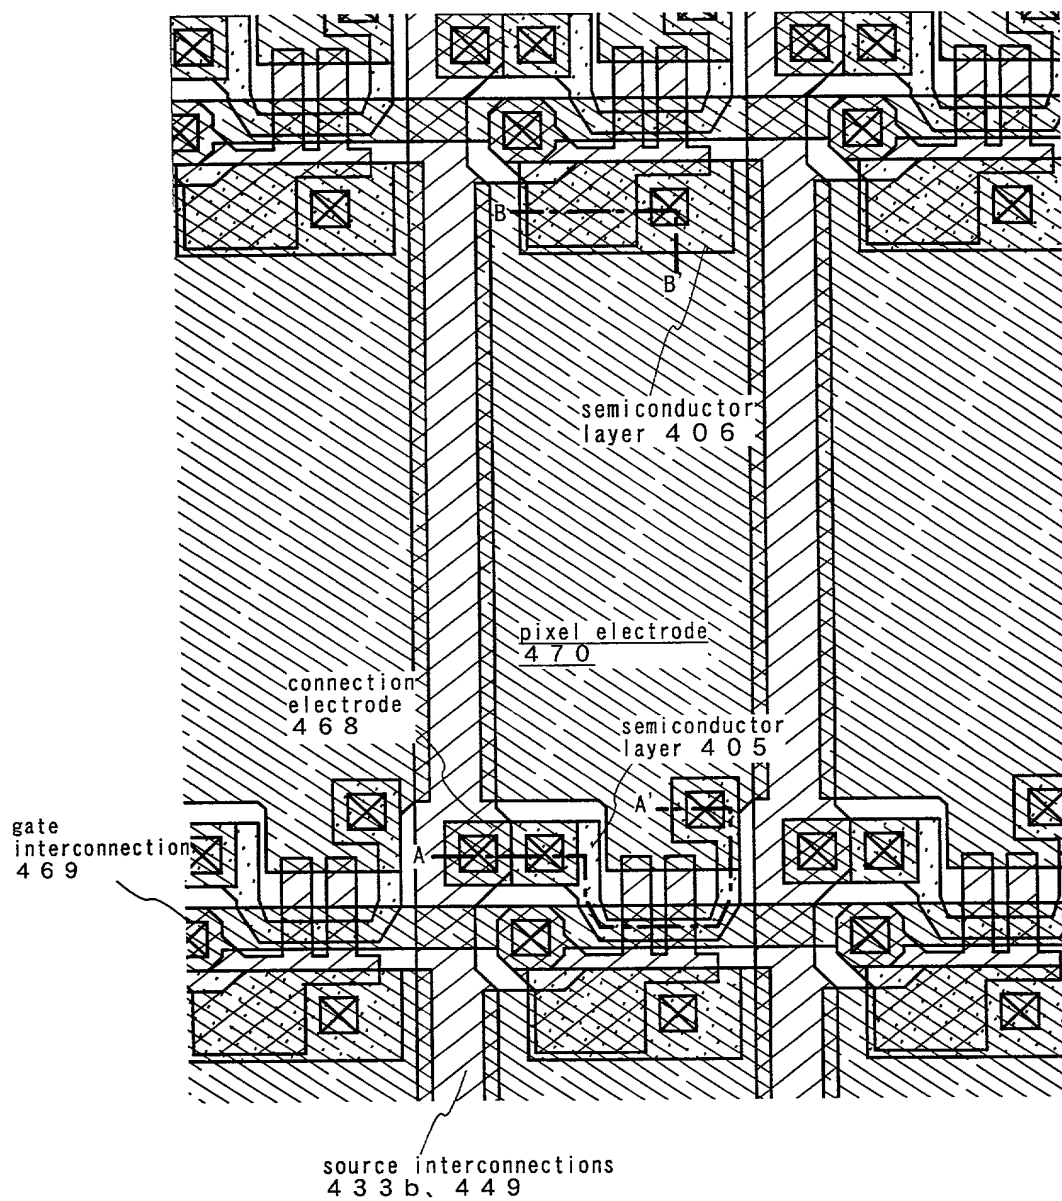 B
B'
semiconductor
layer 406
pixel electrode
470
connection
electrode
468
semiconductor
layer 405
A'
gate
interconnection
469
A
source interconnections
433b、449